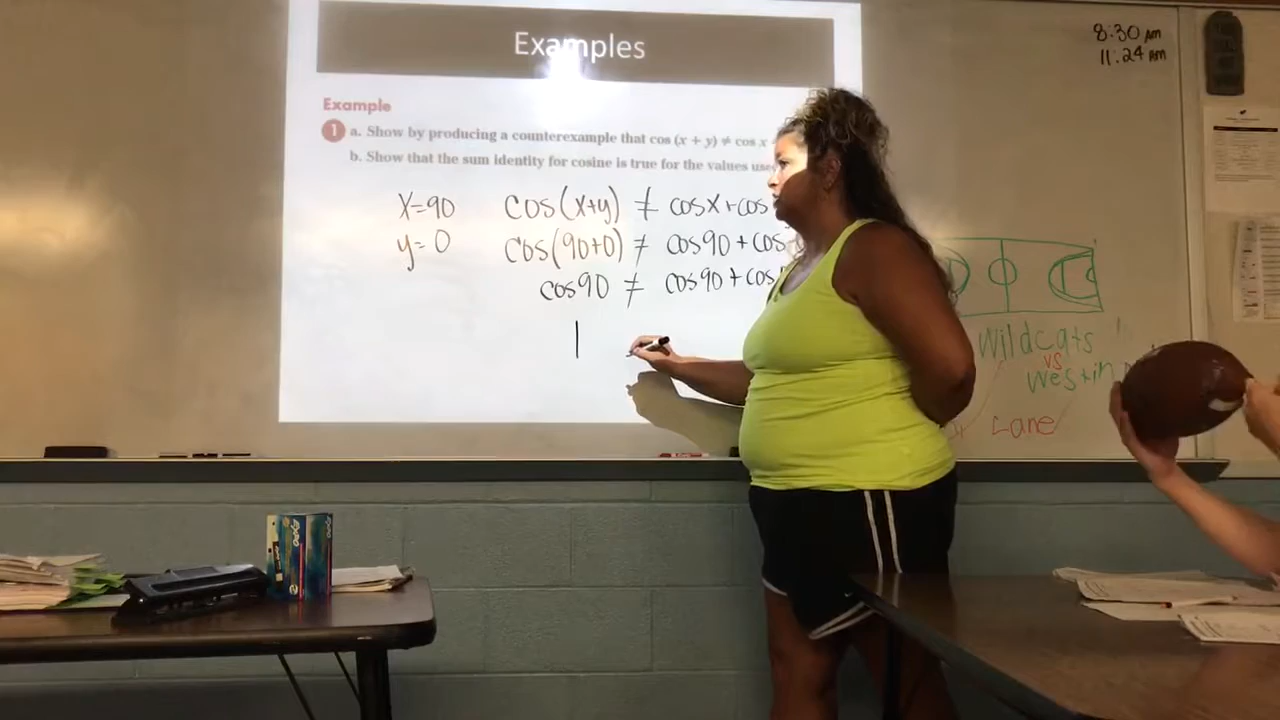 Examples
8:30 AM
11:24 AM
Example
1 a. Show by producing a counterexample that cos (x + y) ≠ cos x
b. Show that the sum identity for cosine is true for the values
X=90 cos(x+y) ≠ cosx+cos
y=0 cos(90+0) ≠ cos90+cos
cos90 ≠ cos90+cos
1
Wildcats
vs
Westin
Lane